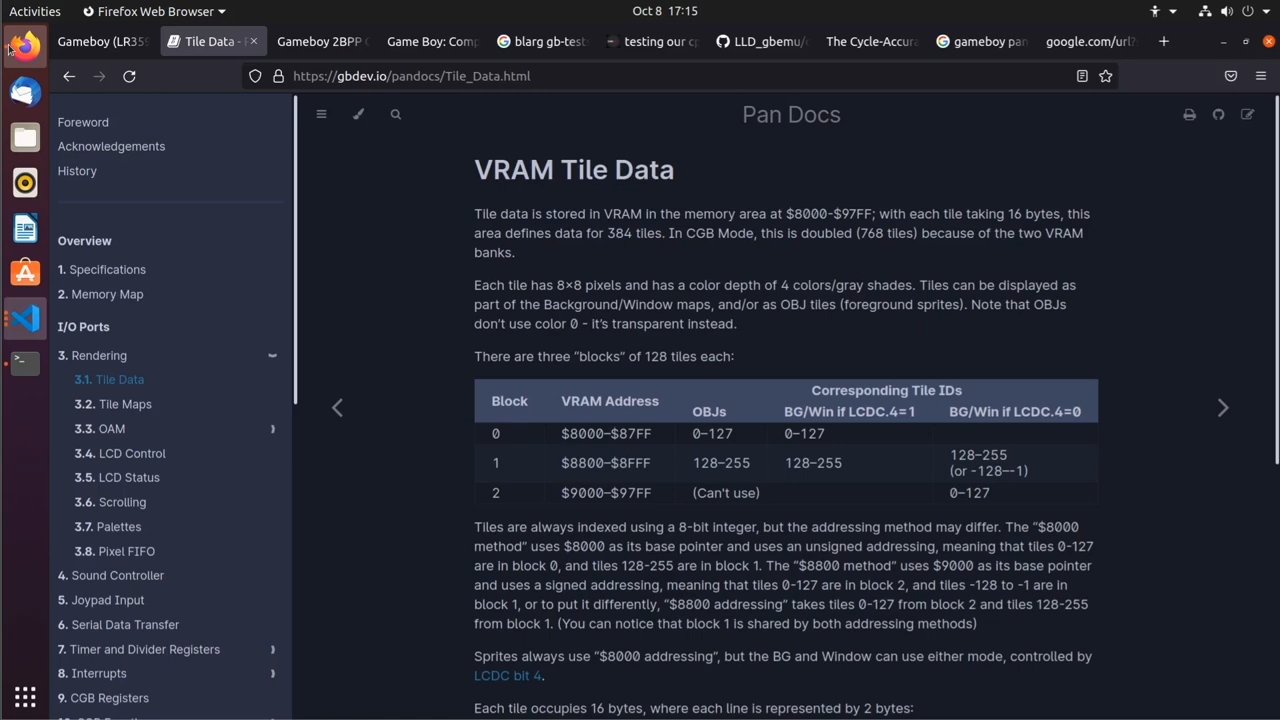 Activities
Firefox Web Browser
Oct 8 17:15
Gameboy (LR359
Tile Data - P
Gameboy 2BPP
Game Boy: Comp
blarg gb-tests
testing our cp
LLD_gbemu/
The Cycle-Accura
gameboy pan
google.com/url?
https://gbdev.io/pandocs/Tile_Data.html
Foreword
Acknowledgements
History
Overview
1. Specifications
2. Memory Map
I/O Ports
3. Rendering
3.1. Tile Data
3.2. Tile Maps
3.3. OAM
3.4. LCD Control
3.5. LCD Status
3.6. Scrolling
3.7. Palettes
3.8. Pixel FIFO
4. Sound Controller
5. Joypad Input
6. Serial Data Transfer
7. Timer and Divider Registers
8. Interrupts
9. CGB Registers
Pan Docs
VRAM Tile Data
Tile data is stored in VRAM in the memory area at $8000-$97FF; with each tile taking 16 bytes, this
area defines data for 384 tiles. In CGB Mode, this is doubled (768 tiles) because of the two VRAM
banks.
Each tile has 8×8 pixels and has a color depth of 4 colors/gray shades. Tiles can be displayed as
part of the Background/Window maps, and/or as OBJ tiles (foreground sprites). Note that OBJs
don't use color 0 - it's transparent instead.
There are three "blocks" of 128 tiles each:
Corresponding Tile IDs
Block VRAM Address OBJs BG/Win if LCDC.4=1 BG/Win if LCDC.4=0
0 $8000–$87FF 0–127 0–127
1 $8800–$8FFF 128–255 128–255 128–255
(or -128–-1)
2 $9000–$97FF (Can't use) 0–127
Tiles are always indexed using a 8-bit integer, but the addressing method may differ. The "$8000
method" uses $8000 as its base pointer and uses an unsigned addressing, meaning that tiles 0-127
are in block 0, and tiles 128-255 are in block 1. The "$8800 method" uses $9000 as its base pointer
and uses a signed addressing, meaning that tiles 0-127 are in block 2, and tiles -128 to -1 are in
block 1, or to put it differently, "$8800 addressing" takes tiles 0-127 from block 2 and tiles 128-255
from block 1. (You can notice that block 1 is shared by both addressing methods)
Sprites always use "$8000 addressing", but the BG and Window can use either mode, controlled by
LCDC bit 4.
Each tile occupies 16 bytes, where each line is represented by 2 bytes: